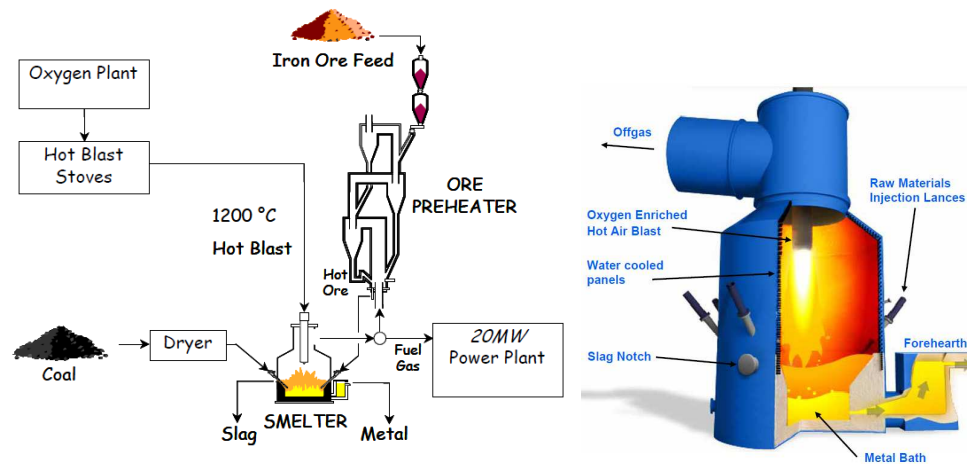 Iron Ore Feed
Oxygen Plant
Hot Blast
Stoves
ORE
PREHEATER
1200 °C
Hot Blast
Hot
Ore
Coal
Dryer
Fuel
Gas
20MW
Power Plant
SMELTER
Slag
Metal
Offgas
Raw Materials
Injection Lances
Oxygen Enriched
Hot Air Blast
Water cooled
panels
Slag Notch
Forehearth
Metal Bath